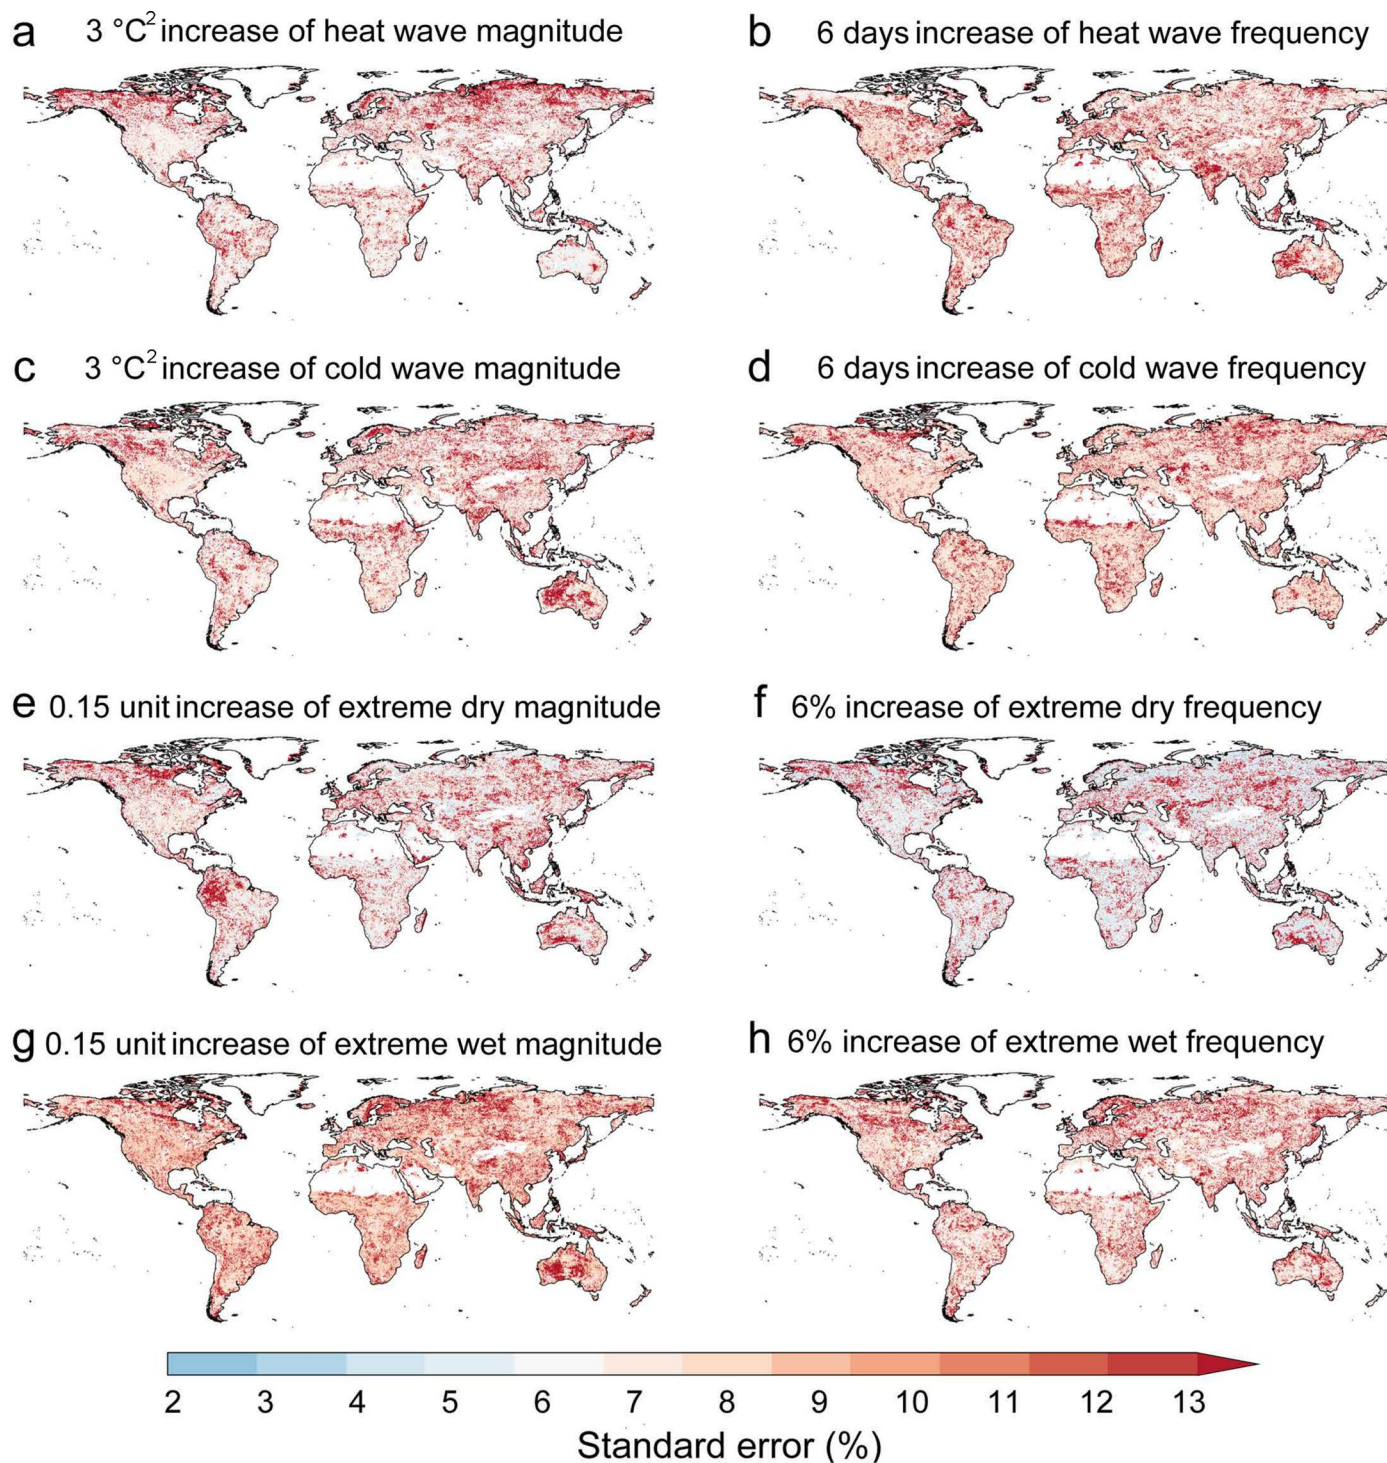 a 3 °C² increase of heat wave magnitude
b 6 days increase of heat wave frequency
c 3 °C² increase of cold wave magnitude
d 6 days increase of cold wave frequency
e 0.15 unit increase of extreme dry magnitude
f 6% increase of extreme dry frequency
g 0.15 unit increase of extreme wet magnitude
h 6% increase of extreme wet frequency
2 3 4 5 6 7 8 9 10 11 12 13
Standard error (%)